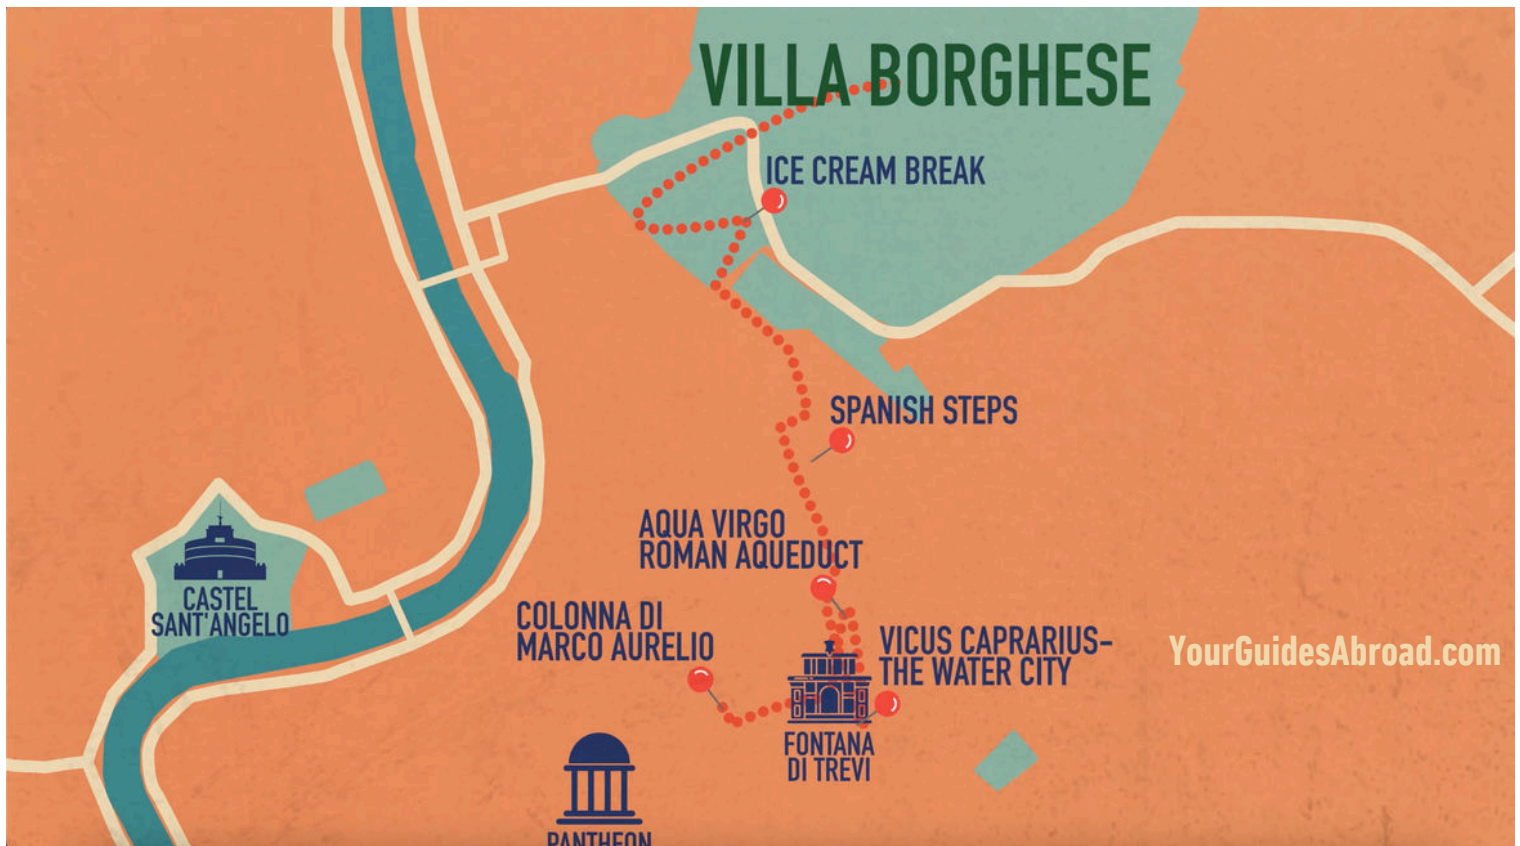 VILLA BORGHESE
ICE CREAM BREAK
SPANISH STEPS
AQUA VIRGO
ROMAN AQUEDUCT
CASTEL
SANT'ANGELO
COLONNA DI
MARCO AURELIO
VICUS CAPRARIUS-
THE WATER CITY
YourGuidesAbroad.com
FONTANA
DI TREVI
PANTHEON